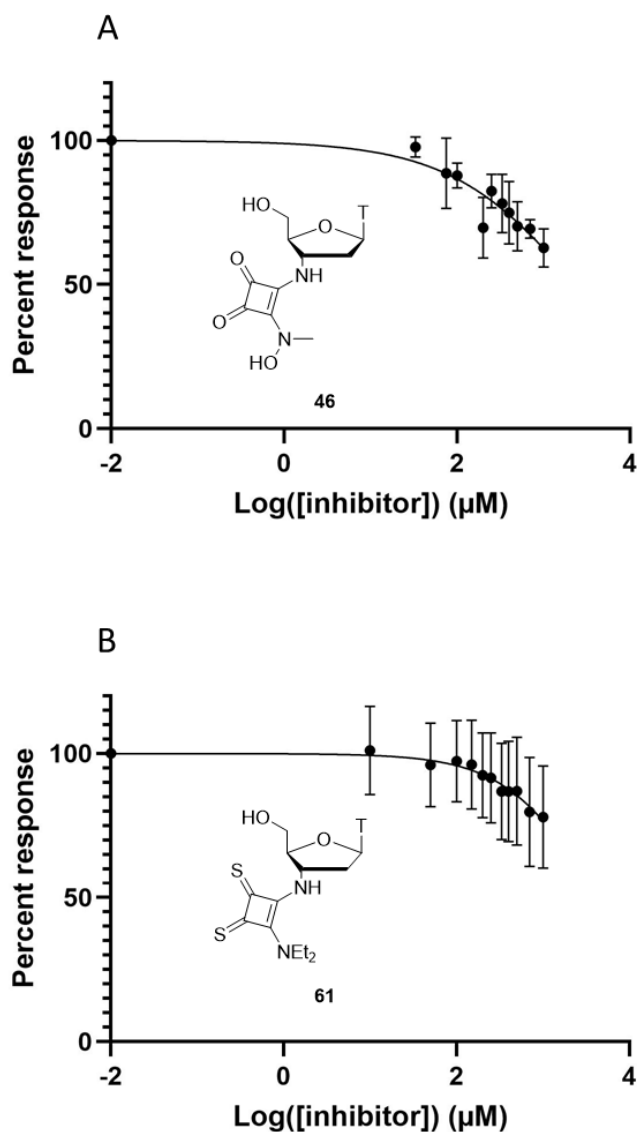 A
100
50
0
Percent response
HO
O
T
O
NH
O
N
HO
46
-2 0 2 4
Log([inhibitor]) (µM)
B
100
50
0
Percent response
HO
O
T
S
NH
S
NEt₂
61
-2 0 2 4
Log([inhibitor]) (µM)